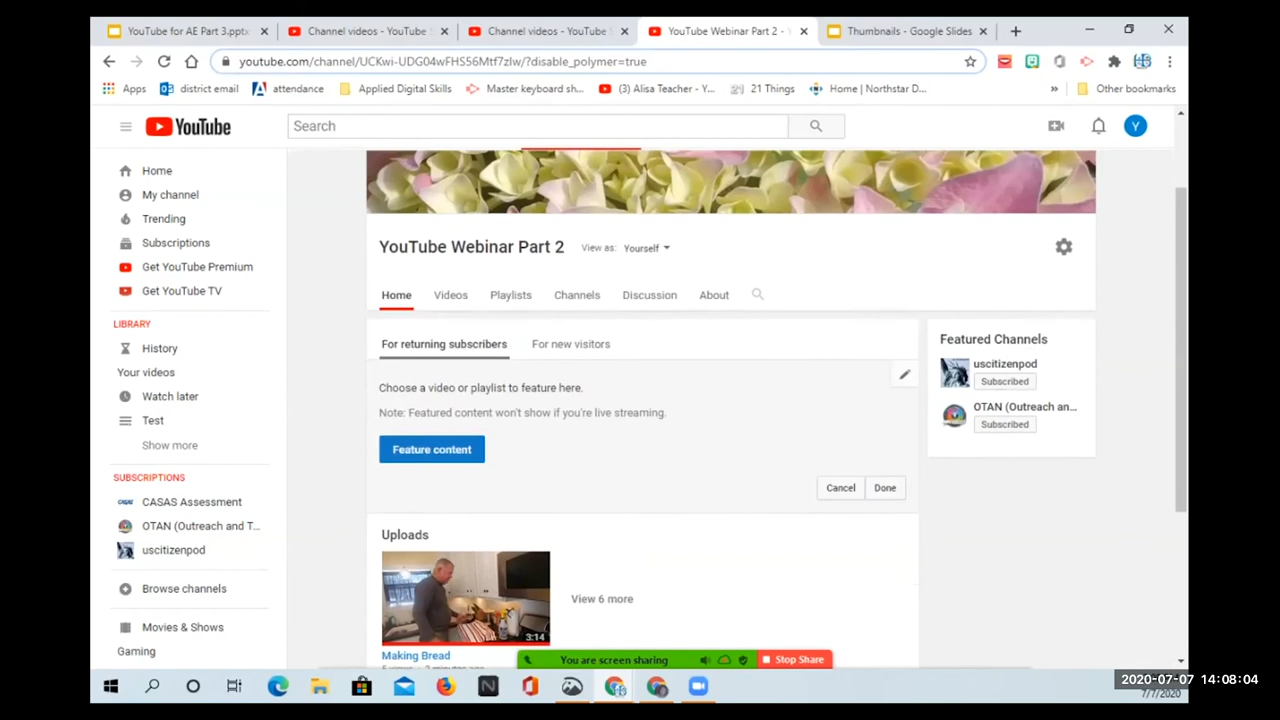 YouTube for AE Part 3.pptx
Channel videos - YouTube
Channel videos - YouTube
YouTube Webinar Part 2 - Y
Thumbnails - Google Slides
youtube.com/channel/UCKwi-UDG04wFHS56Mtf7zIw/?disable_polymer=true
Apps
district email
attendance
Applied Digital Skills
Master keyboard sh...
(3) Alisa Teacher - Y...
21 Things
Home | Northstar D...
»
Other bookmarks
YouTube
Search
Y
Home
My channel
Trending
Subscriptions
Get YouTube Premium
Get YouTube TV
LIBRARY
History
Your videos
Watch later
Test
Show more
SUBSCRIPTIONS
CASAS Assessment
OTAN (Outreach and T...
uscitizenpod
Browse channels
Movies & Shows
Gaming
YouTube Webinar Part 2
View as: Yourself
Home
Videos
Playlists
Channels
Discussion
About
For returning subscribers
For new visitors
Choose a video or playlist to feature here.
Note: Featured content won't show if you're live streaming.
Feature content
Cancel
Done
Uploads
3:14
View 6 more
Making Bread
Featured Channels
uscitizenpod
Subscribed
OTAN (Outreach an...
Subscribed
You are screen sharing
Stop Share
2020-07-07 14:08:04
7/7/2020